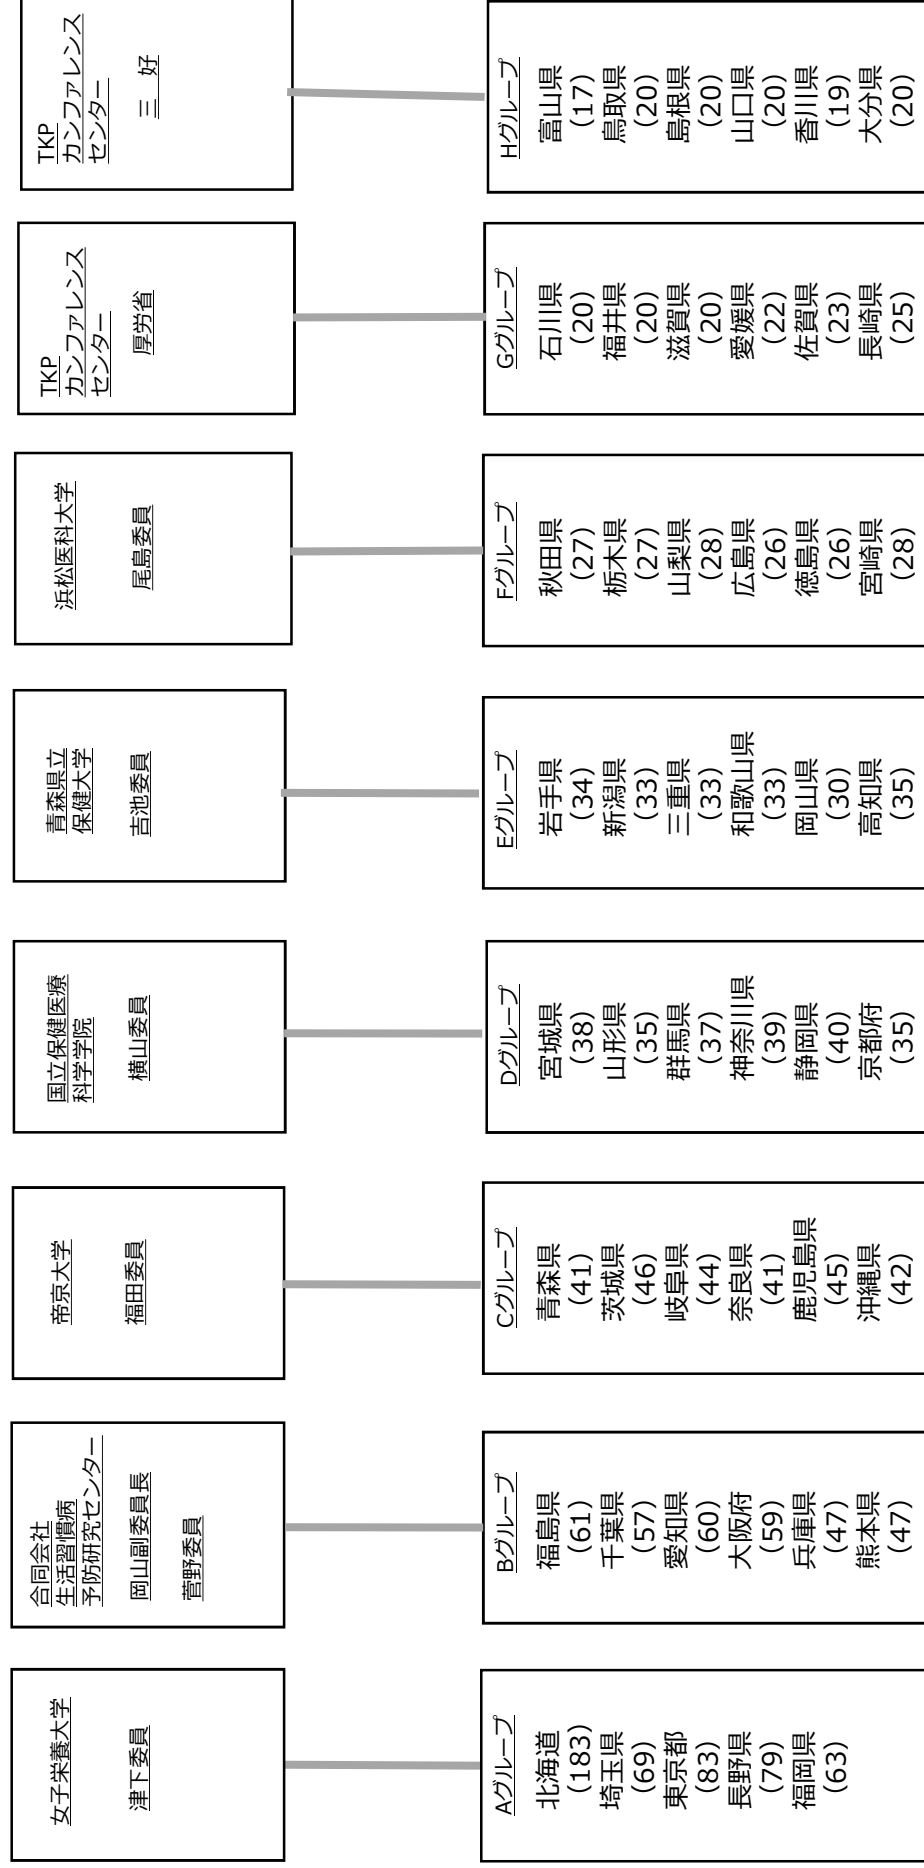 女子栄養大学
津下委員
Aグループ
北海道
(183)
埼玉県
(69)
東京都
(83)
長野県
(79)
福岡県
(63)
合同会社
生活習慣病
予防研究センター
岡山副委員長
菅野委員
Bグループ
福島県
(61)
千葉県
(57)
愛知県
(60)
大阪府
(59)
兵庫県
(47)
熊本県
(47)
帝京大学
福田委員
Cグループ
青森県
(41)
茨城県
(46)
岐阜県
(44)
奈良県
(41)
鹿児島県
(45)
沖縄県
(42)
国立保健医療
科学学院
横山委員
Dグループ
宮城県
(38)
山形県
(35)
群馬県
(37)
神奈川県
(39)
静岡県
(40)
京都府
(35)
青森県立
保健大学
吉池委員
Eグループ
岩手県
(34)
新潟県
(33)
三重県
(33)
和歌山県
(33)
岡山県
(30)
高知県
(35)
浜松医科大学
尾島委員
Fグループ
秋田県
(27)
栃木県
(27)
山梨県
(28)
広島県
(26)
徳島県
(26)
宮崎県
(28)
TKP
カンファレンス
センター
厚労省
Gグループ
石川県
(20)
福井県
(20)
滋賀県
(20)
愛媛県
(22)
佐賀県
(23)
長崎県
(25)
TKP
カンファレンス
センター
三　好
Hグループ
富山県
(17)
鳥取県
(20)
島根県
(20)
山口県
(20)
香川県
(19)
大分県
(20)